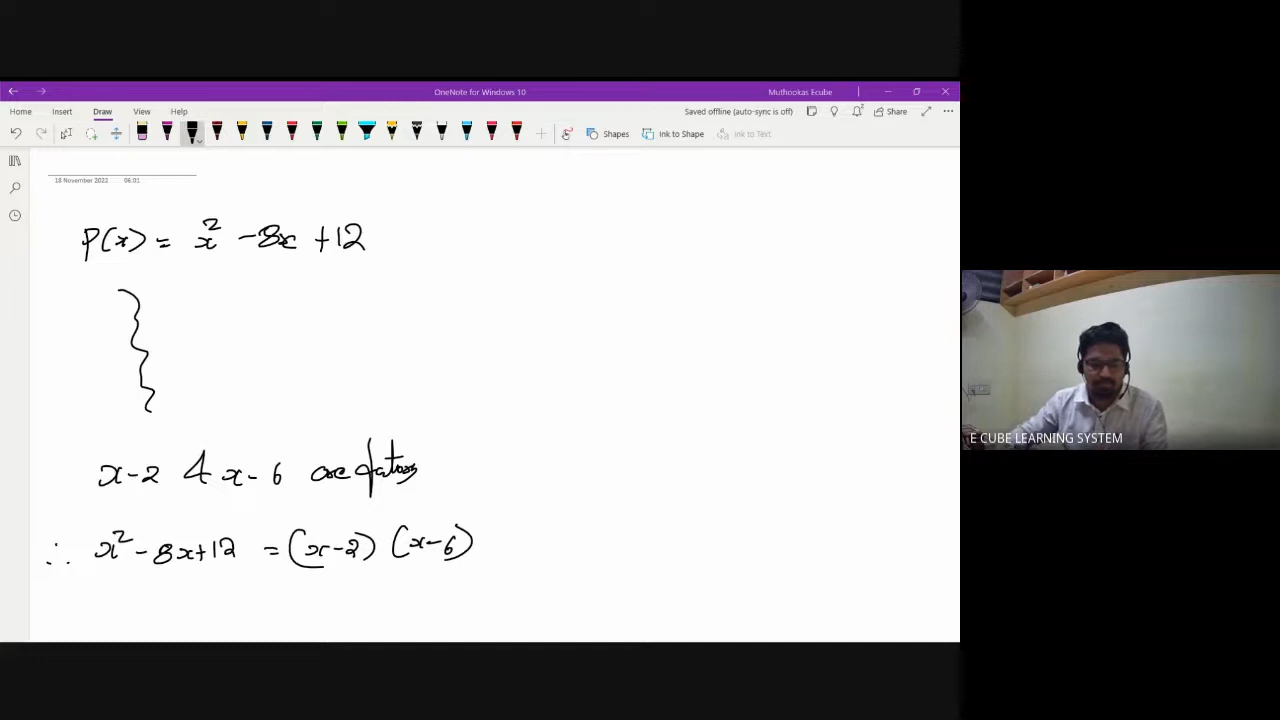 OneNote for Windows 10
Muthookas Ecube
Home Insert Draw View Help
Saved offline (auto-sync is off)
Share
Shapes
Ink to Shape
Ink to Text
18 November 2022 06:01
P(x) = x² -8x +12
x-2 & x-6 are factors
∴ x² - 8x+12 = (x-2) (x-6)
E CUBE LEARNING SYSTEM